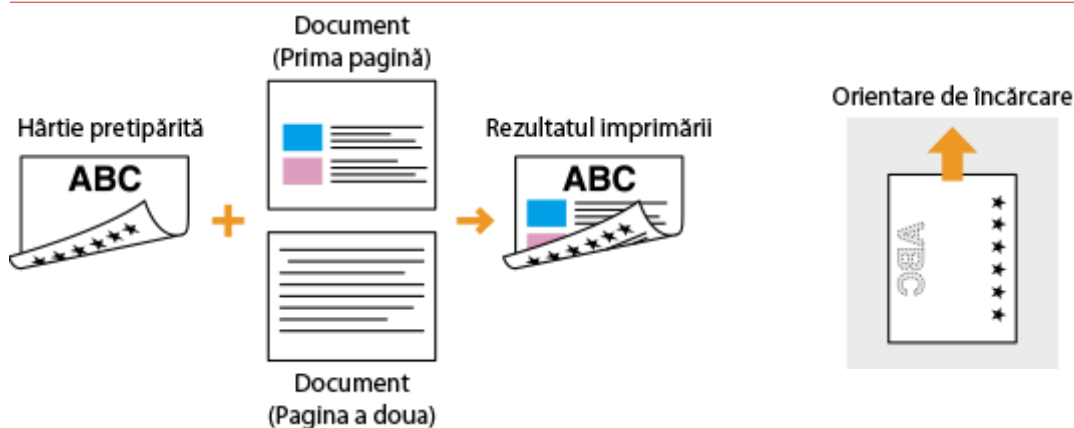 Document
(Prima pagină)
Hârtie pretipărită
Rezultatul imprimării
Orientare de încărcare
ABC
ABC
ABC
Document
(Pagina a doua)